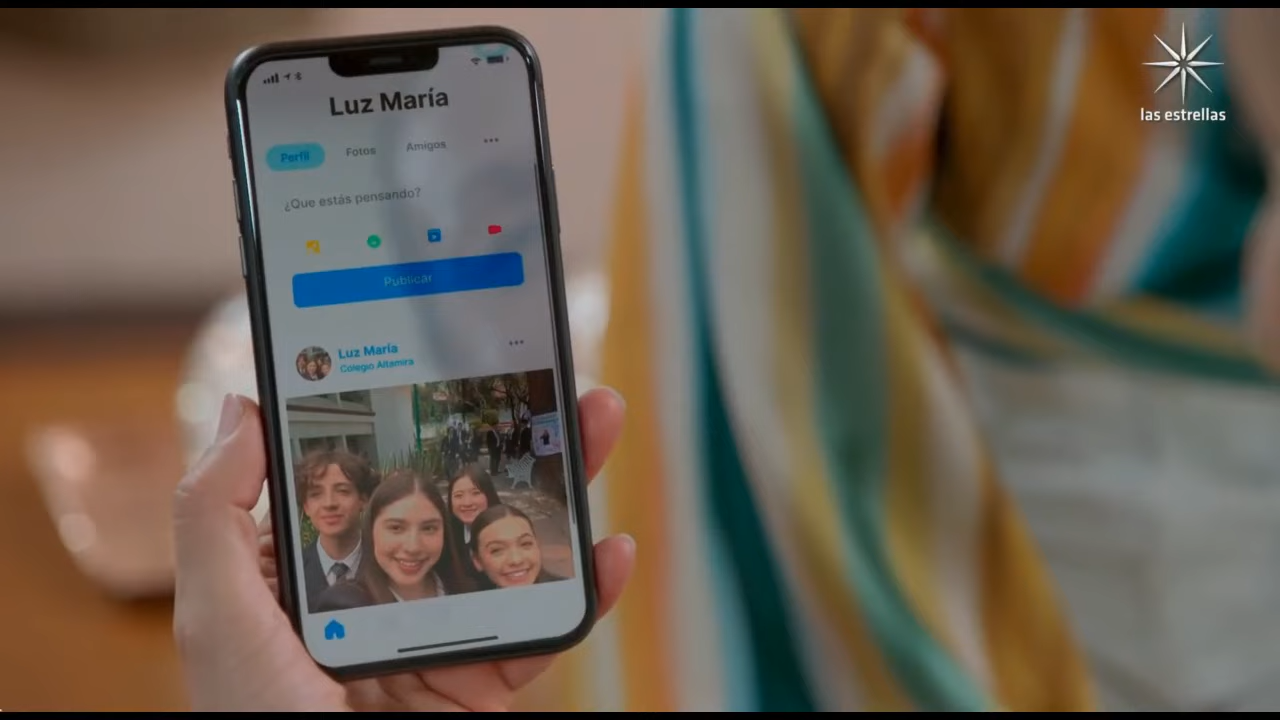 las estrellas
Luz María
Perfil Fotos Amigos
¿Que estás pensando?
Publicar
Luz María
Colegio Altamira